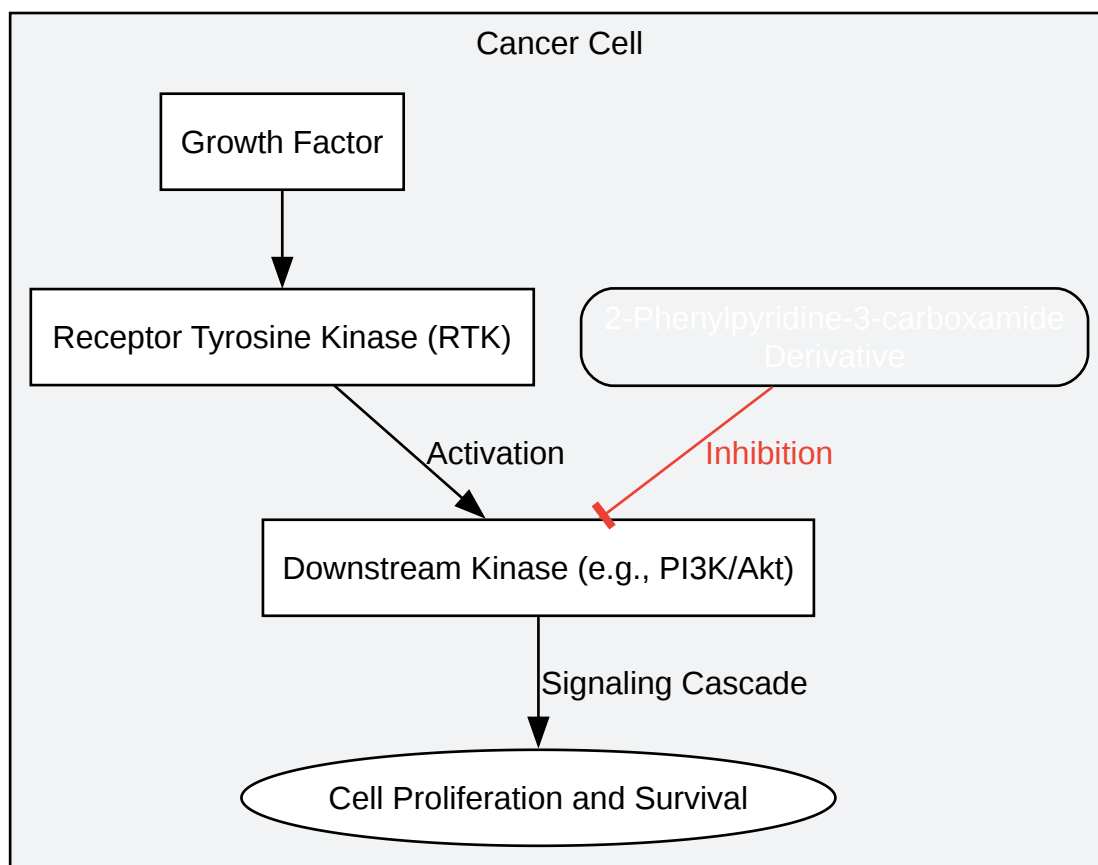 Cancer Cell
Growth Factor
Receptor Tyrosine Kinase (RTK)
2-Phenylpyridine-3-carboxamide
Derivative
Activation
Inhibition
Downstream Kinase (e.g., PI3K/Akt)
Signaling Cascade
Cell Proliferation and Survival